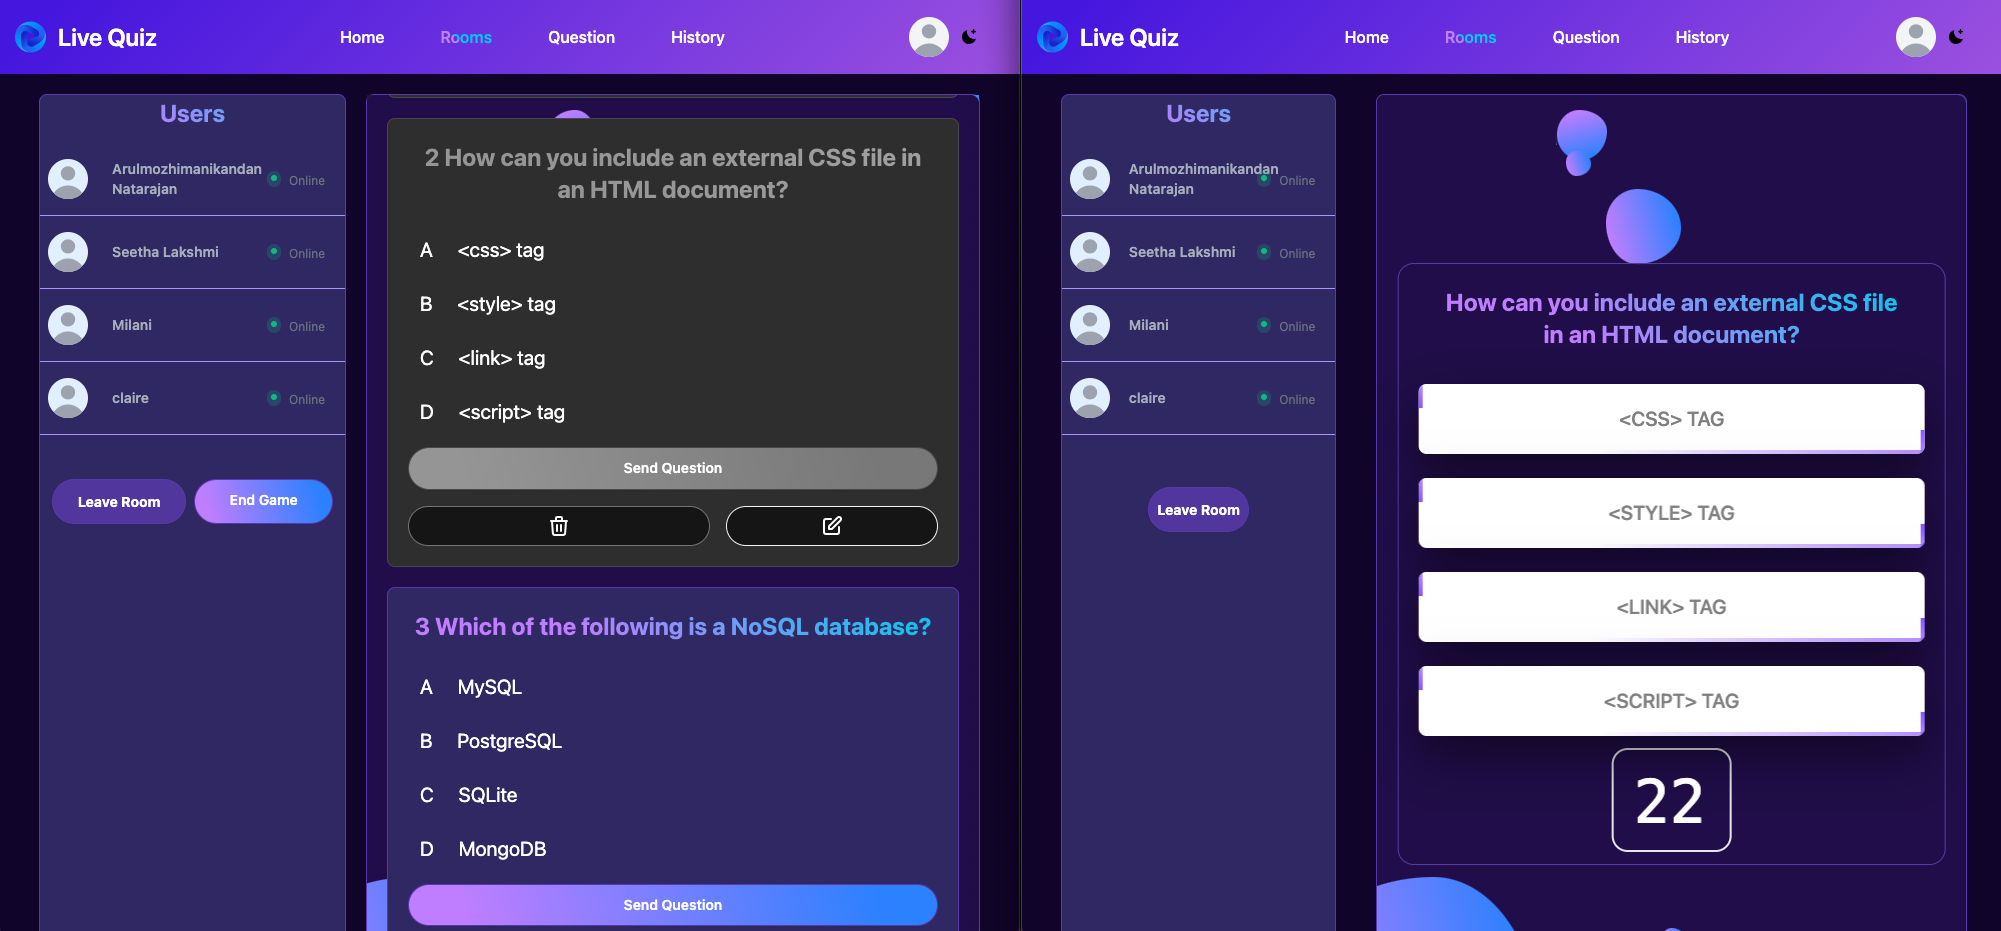 Live Quiz
Home
Rooms
Question
History
Users
Arulmozhimanikandan
Natarajan
Online
Seetha Lakshmi
Online
Milani
Online
claire
Online
Leave Room
End Game
2 How can you include an external CSS file in
an HTML document?
A <css> tag
B <style> tag
C <link> tag
D <script> tag
Send Question
3 Which of the following is a NoSQL database?
A MySQL
B PostgreSQL
C SQLite
D MongoDB
Send Question
Live Quiz
Home
Rooms
Question
History
Users
Arulmozhimanikandan
Natarajan
Online
Seetha Lakshmi
Online
Milani
Online
claire
Online
Leave Room
How can you include an external CSS file
in an HTML document?
<CSS> TAG
<STYLE> TAG
<LINK> TAG
<SCRIPT> TAG
22